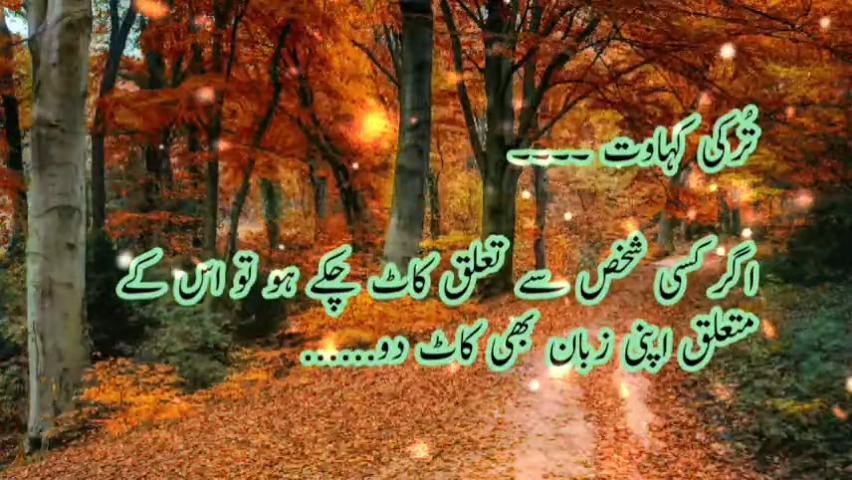 تُرکی کہاوت ۔۔۔۔
اگر کسی شخص سے تعلق کاٹ چکے ہو تو اس کے
متعلق اپنی زبان بھی کاٹ دو......